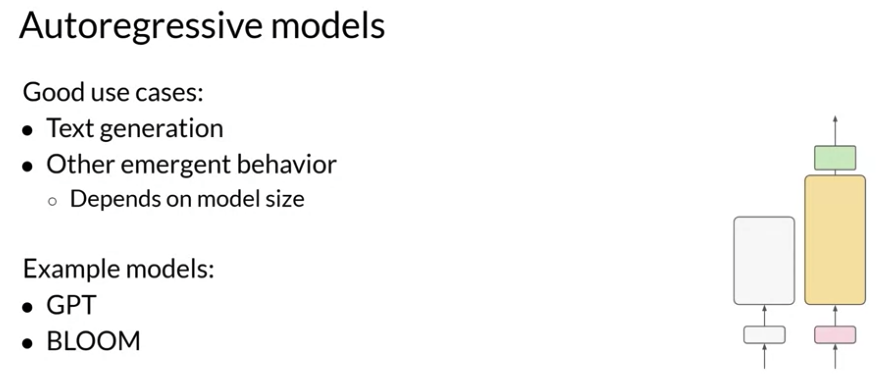 Autoregressive models
Good use cases:
● Text generation
● Other emergent behavior
○ Depends on model size
Example models:
● GPT
● BLOOM